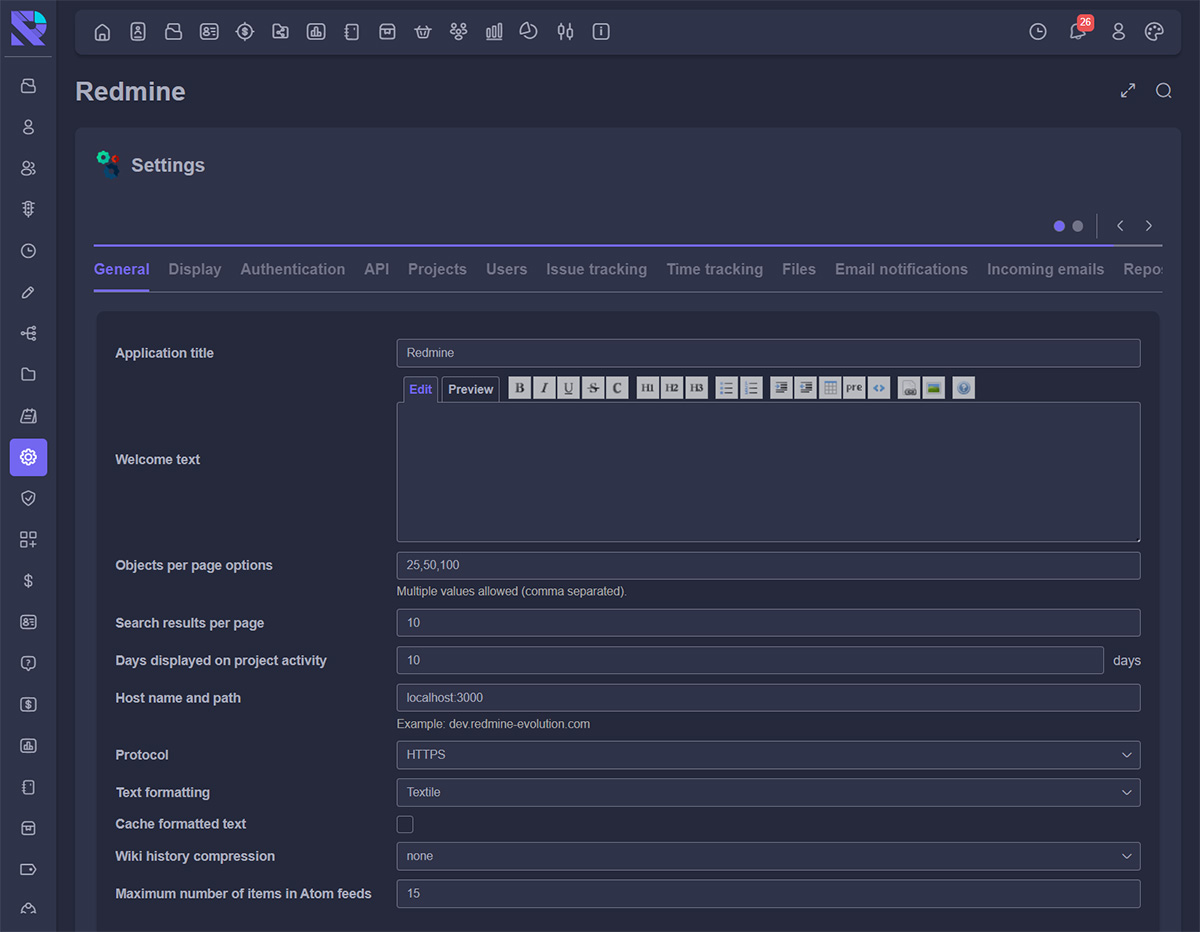 26
Redmine
Settings
General Display Authentication API Projects Users Issue tracking Time tracking Files Email notifications Incoming emails Repos
Application title Redmine
Edit Preview B I U S C H1 H2 H3 pre
Welcome text
Objects per page options 25,50,100
Multiple values allowed (comma separated).
Search results per page 10
Days displayed on project activity 10 days
Host name and path localhost:3000
Example: dev.redmine-evolution.com
Protocol HTTPS
Text formatting Textile
Cache formatted text
Wiki history compression none
Maximum number of items in Atom feeds 15